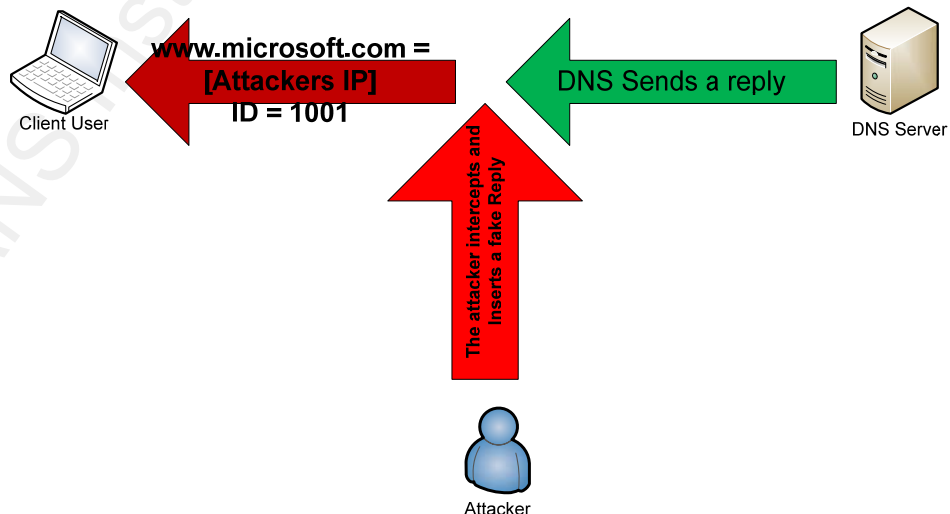 www.microsoft.com =
[Attackers IP]
ID = 1001
DNS Sends a reply
Client User
DNS Server
The attacker intercepts and
Inserts a fake Reply
Attacker